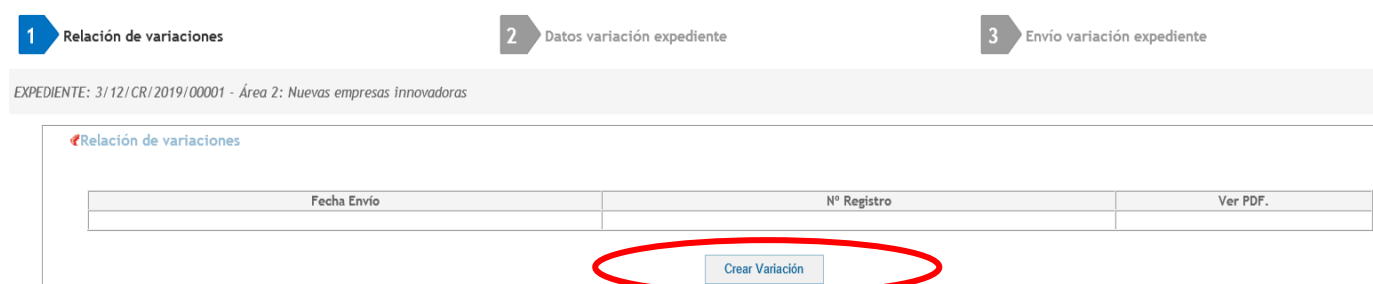 1 Relación de variaciones 2 Datos variación expediente 3 Envío variación expediente
EXPEDIENTE: 3/12/CR/2019/00001 - Área 2: Nuevas empresas innovadoras
Relación de variaciones
Fecha Envío Nº Registro Ver PDF.
Crear Variación